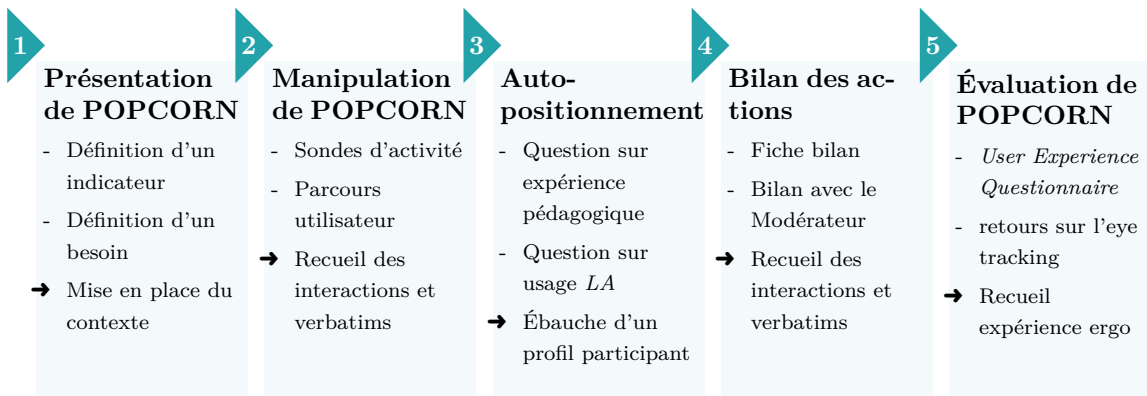 1
Présentation
de POPCORN
- Définition d'un
indicateur
- Définition d'un
besoin
➜ Mise en place du
contexte
2
Manipulation
de POPCORN
- Sondes d'activité
- Parcours
utilisateur
➜ Recueil des
interactions et
verbatims
3
Auto-
positionnement
- Question sur
expérience
pédagogique
- Question sur
usage LA
➜ Ébauche d'un
profil participant
4
Bilan des ac-
tions
- Fiche bilan
- Bilan avec le
Modérateur
➜ Recueil des
interactions et
verbatims
5
Évaluation de
POPCORN
- User Experience
Questionnaire
- retours sur l'eye
tracking
➜ Recueil
expérience ergo